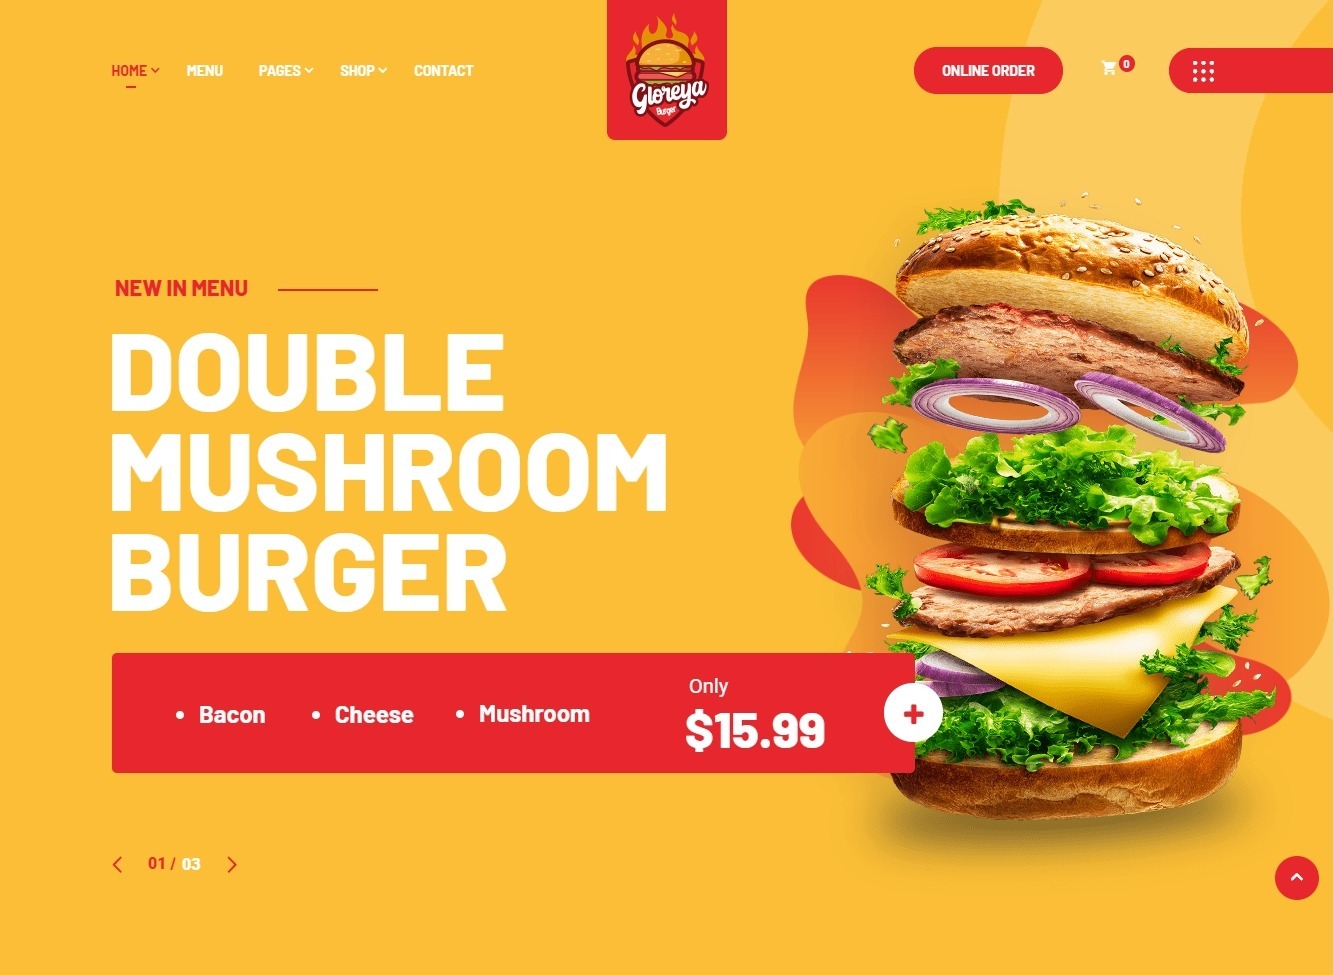 HOME
MENU
PAGES
SHOP
CONTACT
Gloreya
Burger
ONLINE ORDER
0
NEW IN MENU
DOUBLE
MUSHROOM
BURGER
• Bacon
• Cheese
• Mushroom
Only
$15.99
01 / 03